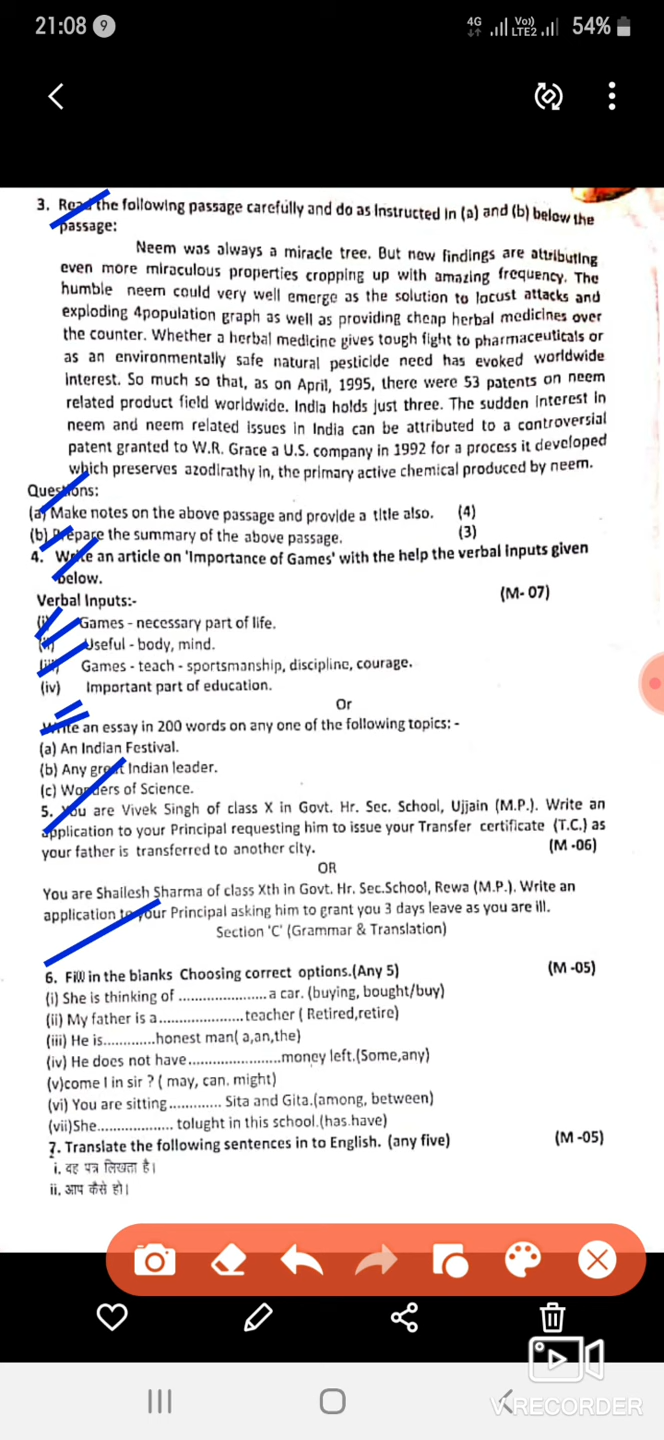 21:08 9 4G Vo)) LTE2 54%
3. Read the following passage carefully and do as instructed in (a) and (b) below the
passage:
Neem was always a miracle tree. But new findings are attributing
even more miraculous properties cropping up with amazing frequency. The
humble neem could very well emerge as the solution to locust attacks and
exploding 4population graph as well as providing cheap herbal medicines over
the counter. Whether a herbal medicine gives tough fight to pharmaceuticals or
as an environmentally safe natural pesticide need has evoked worldwide
interest. So much so that, as on April, 1995, there were 53 patents on neem
related product field worldwide. India holds just three. The sudden interest in
neem and neem related issues in India can be attributed to a controversial
patent granted to W.R. Grace a U.S. company in 1992 for a process it developed
which preserves azodirathy in, the primary active chemical produced by neem.
Questions:
(a) Make notes on the above passage and provide a title also. (4)
(b) Prepare the summary of the above passage. (3)
4. Write an article on 'Importance of Games' with the help the verbal inputs given
below.
Verbal Inputs:- (M- 07)
(i) Games - necessary part of life.
(ii) Useful - body, mind.
(iii) Games - teach - sportsmanship, discipline, courage.
(iv) Important part of education.
Or
Write an essay in 200 words on any one of the following topics: -
(a) An Indian Festival.
(b) Any great Indian leader.
(c) Wonders of Science.
5. You are Vivek Singh of class X in Govt. Hr. Sec. School, Ujjain (M.P.). Write an
application to your Principal requesting him to issue your Transfer certificate (T.C.) as
your father is transferred to another city. (M -06)
OR
You are Shailesh Sharma of class Xth in Govt. Hr. Sec.School, Rewa (M.P.). Write an
application to your Principal asking him to grant you 3 days leave as you are ill.
Section 'C' (Grammar & Translation)
6. Fill in the blanks Choosing correct options.(Any 5) (M -05)
(i) She is thinking of ......................a car. (buying, bought/buy)
(ii) My father is a.....................teacher ( Retired,retire)
(iii) He is.............honest man( a,an,the)
(iv) He does not have.......................money left.(Some,any)
(v)come I in sir ? ( may, can. might)
(vi) You are sitting............. Sita and Gita.(among, between)
(vii)She................... tolught in this school.(has.have)
7. Translate the following sentences in to English. (any five) (M -05)
i. दह पत्र लिखता है।
ii. आप कैसे हो।
V RECORDER